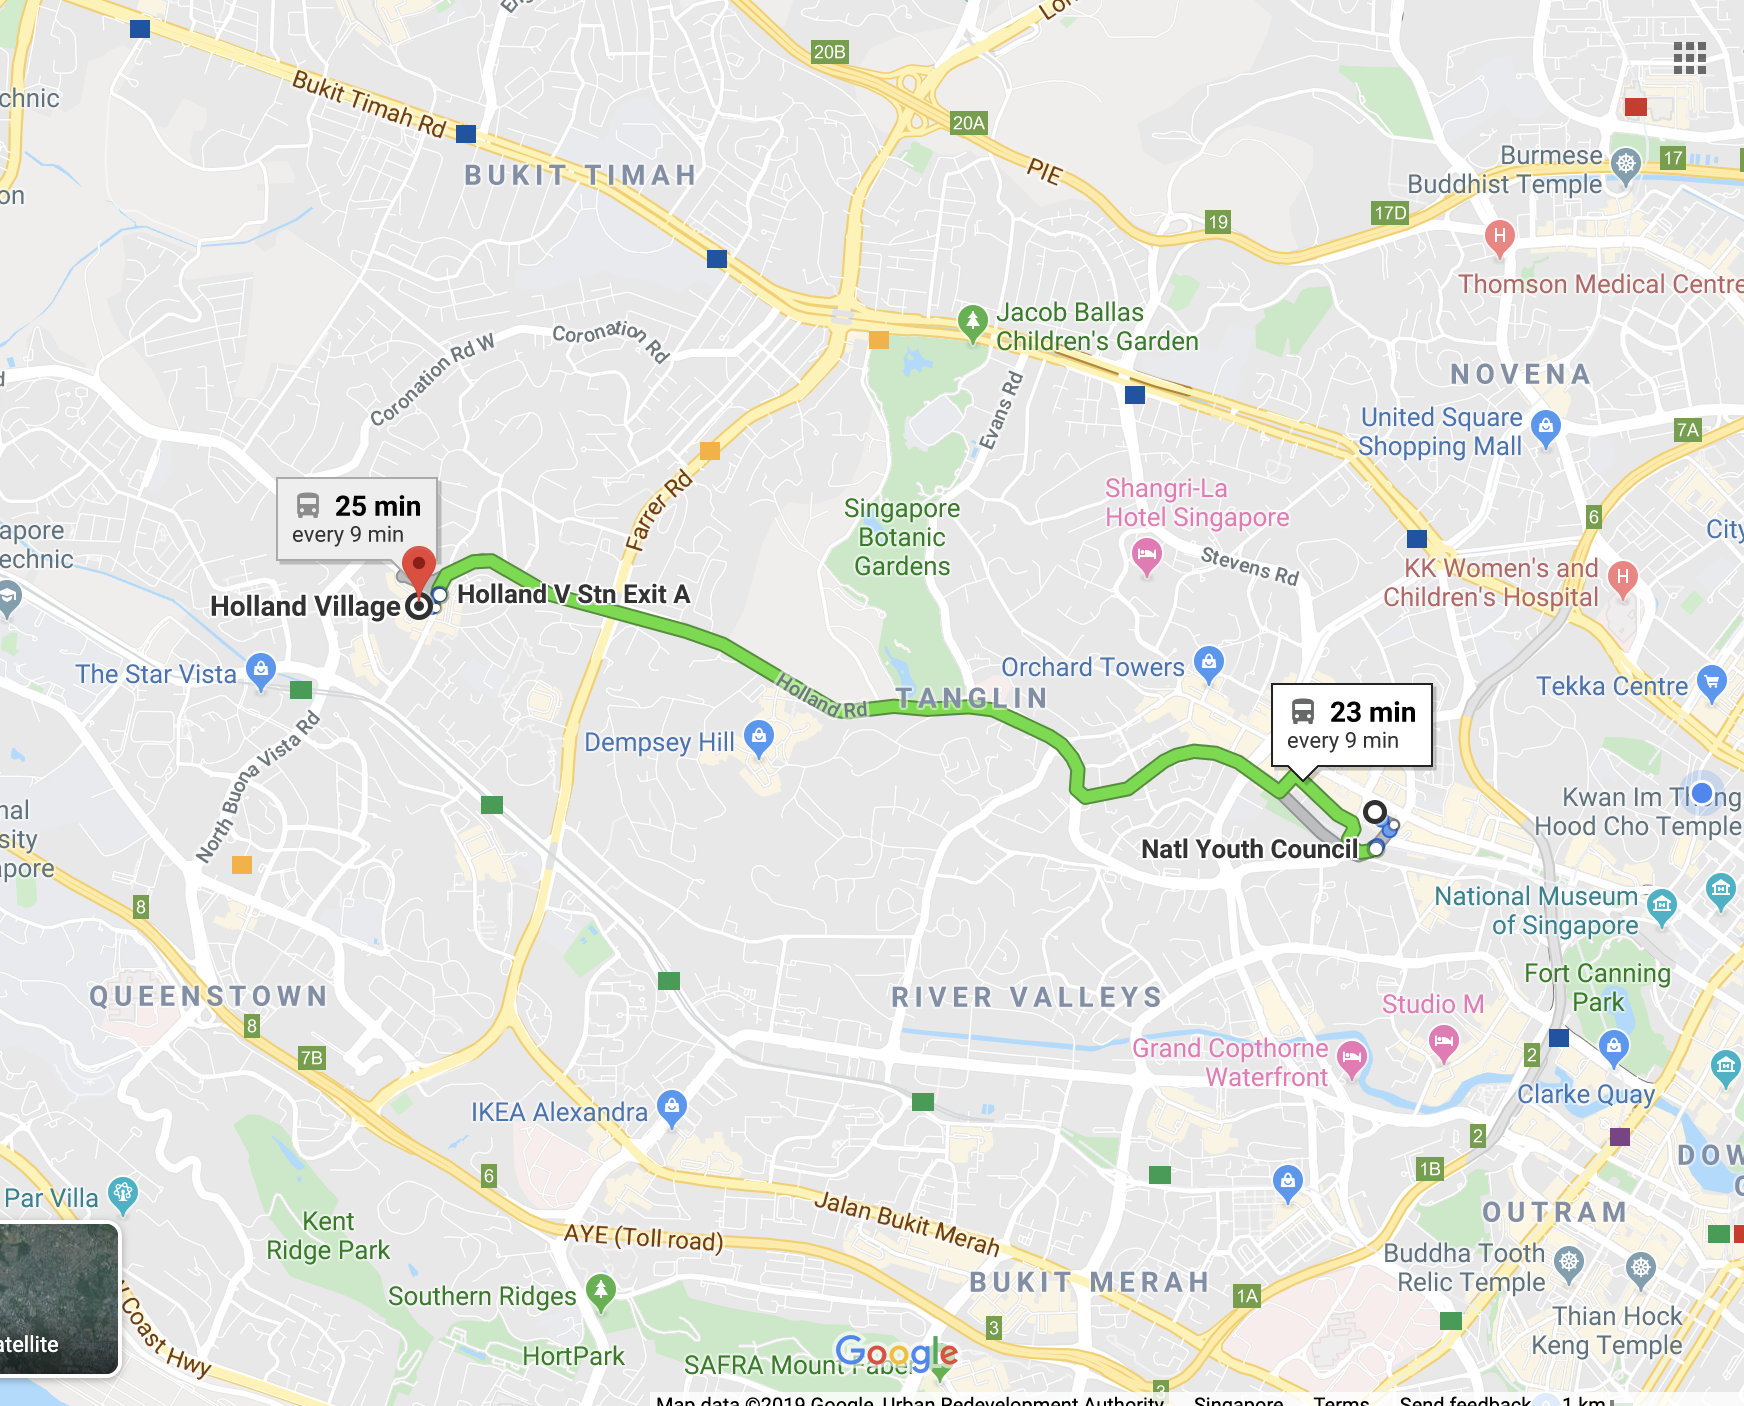 20B
Lor
Bukit Timah Rd
chnic
20A
BUKIT TIMAH
PIE
Burmese
Buddhist Temple
17
on
19
17D
Thomson Medical Centre
Jacob Ballas
Children's Garden
Coronation Rd
Coronation Rd W
NOVENA
Evans Rd
United Square
Shopping Mall
7A
25 min
every 9 min
Farrer Rd
Singapore
Botanic
Gardens
Shangri-La
Hotel Singapore
6
City
apore
echnic
Stevens Rd
KK Women's and
Children's Hospital
Holland Village
Holland V Stn Exit A
The Star Vista
Orchard Towers
Tekka Centre
TANGLIN
Holland Rd
23 min
every 9 min
Dempsey Hill
North Buona Vista Rd
nal
sity
apore
Kwan Im Thong
Hood Cho Temple
Natl Youth Council
8
National Museum
of Singapore
QUEENSTOWN
RIVER VALLEYS
Fort Canning
Park
Studio M
8
7B
Grand Copthorne
Waterfront
2
Clarke Quay
IKEA Alexandra
2
DOW
C
6
1B
Par Villa
Jalan Bukit Merah
OUTRAM
Kent
Ridge Park
AYE (Toll road)
Buddha Tooth
Relic Temple
BUKIT MERAH
Southern Ridges
1A
Thian Hock
Keng Temple
3
atellite
Coast Hwy
HortPark
SAFRA Mount Faber
Google
3
Map data ©2019 Google, Urban Redevelopment Authority
Singapore
Terms
Send feedback
1 km